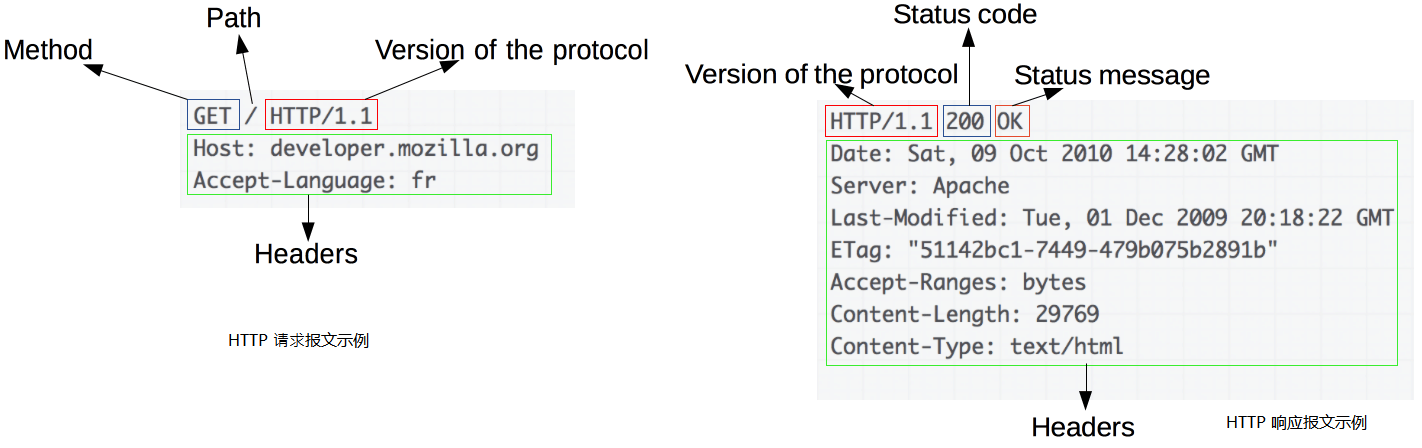 Path
Method
Version of the protocol
GET / HTTP/1.1
Host: developer.mozilla.org
Accept-Language: fr
Headers
HTTP 请求报文示例
Status code
Version of the protocol
Status message
HTTP/1.1 200 OK
Date: Sat, 09 Oct 2010 14:28:02 GMT
Server: Apache
Last-Modified: Tue, 01 Dec 2009 20:18:22 GMT
ETag: "51142bc1-7449-479b075b2891b"
Accept-Ranges: bytes
Content-Length: 29769
Content-Type: text/html
Headers
HTTP 响应报文示例